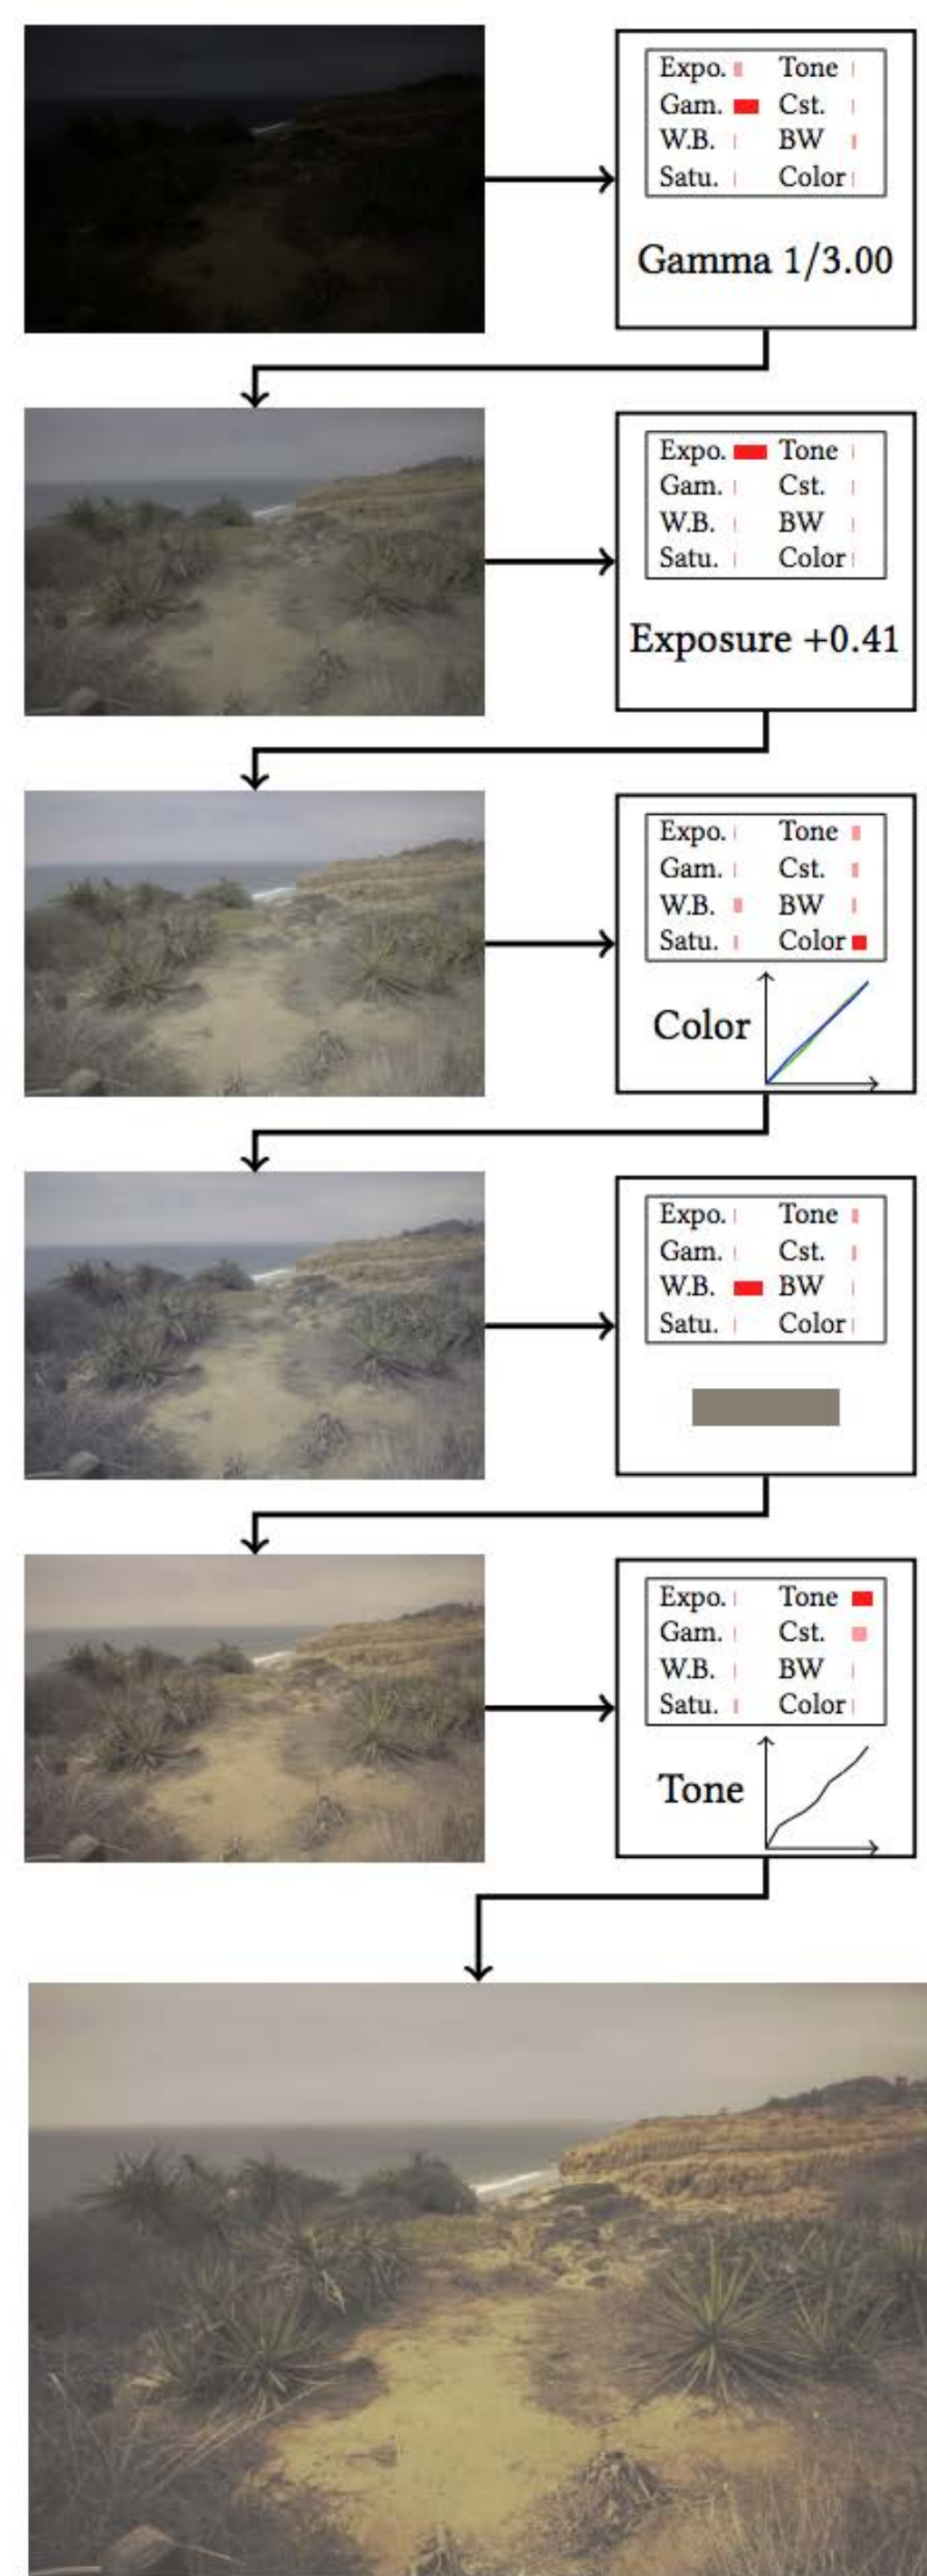 Expo. Tone
Gam. Cst.
W.B. BW
Satu. Color
Gamma 1/3.00
Expo. Tone
Gam. Cst.
W.B. BW
Satu. Color
Exposure +0.41
Expo. Tone
Gam. Cst.
W.B. BW
Satu. Color
Color
Expo. Tone
Gam. Cst.
W.B. BW
Satu. Color
Expo. Tone
Gam. Cst.
W.B. BW
Satu. Color
Tone